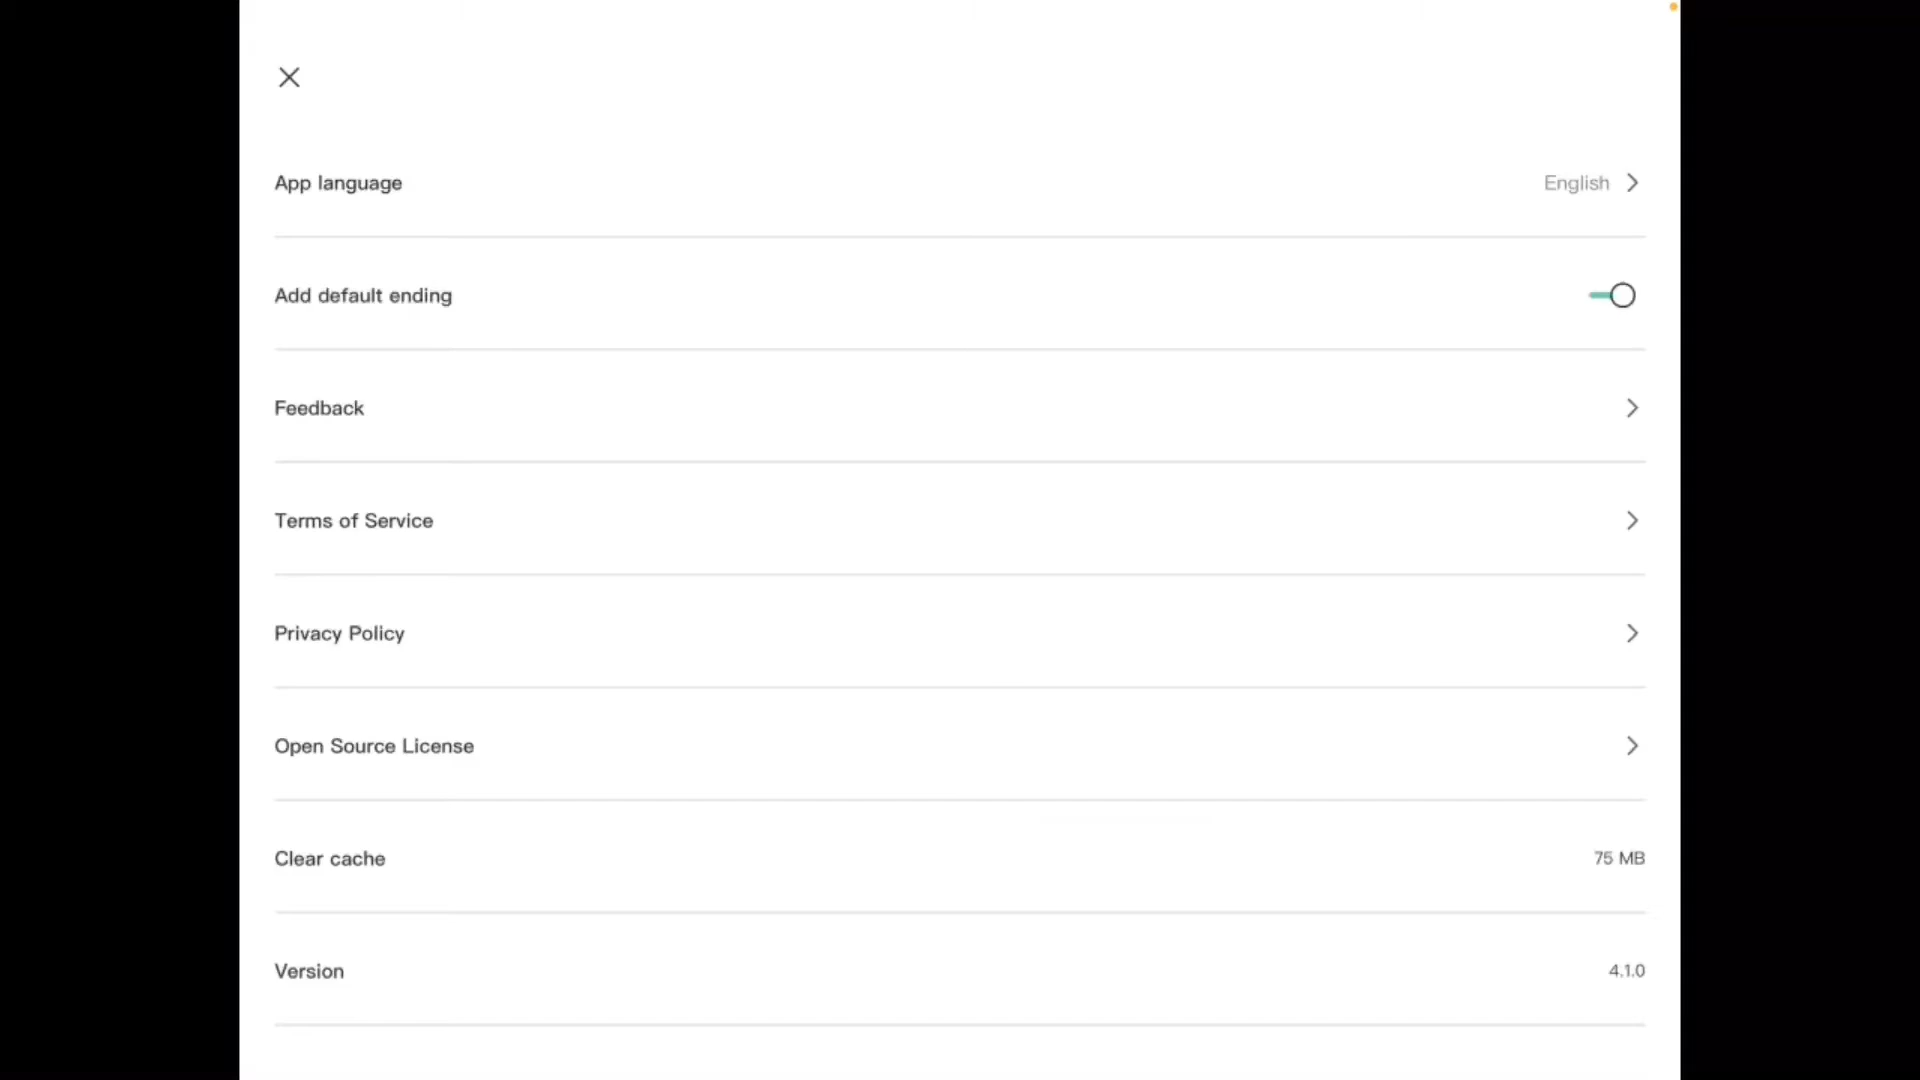 App language
English
Add default ending
Feedback
Terms of Service
Privacy Policy
Open Source License
Clear cache
75 MB
Version
4.1.0